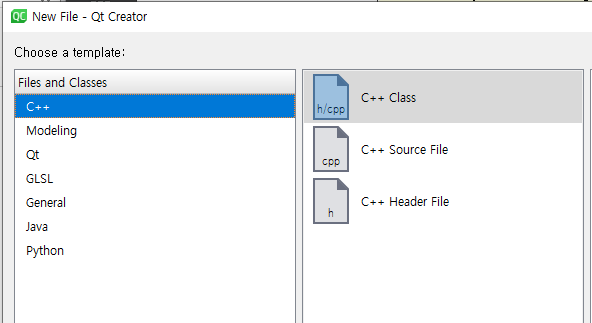 QC New File - Qt Creator
Choose a template:
Files and Classes
C++
Modeling
Qt
GLSL
General
Java
Python
h/cpp C++ Class
cpp C++ Source File
h C++ Header File